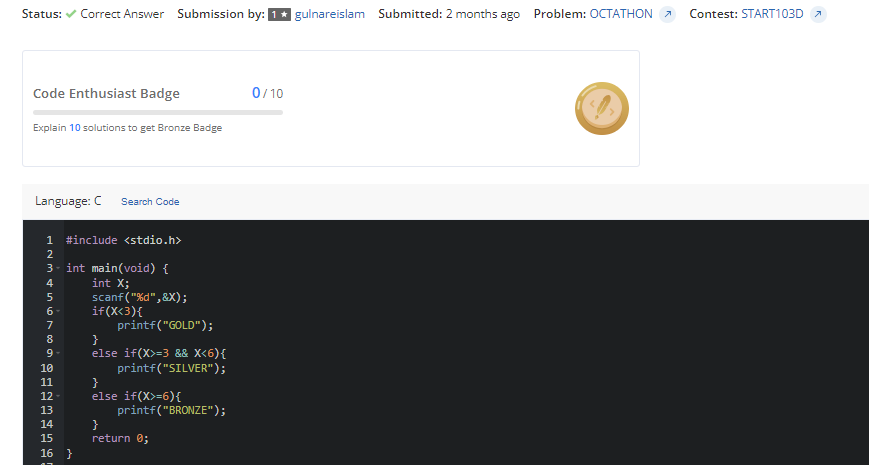 Status: ✔ Correct Answer Submission by: 1★ gulnareislam Submitted: 2 months ago Problem: OCTATHON Contest: START103D
Code Enthusiast Badge 0 / 10
Explain 10 solutions to get Bronze Badge
Language: C Search Code
1 #include <stdio.h>
2
3 int main(void) {
4 int X;
5 scanf("%d",&X);
6 if(X<3){
7 printf("GOLD");
8 }
9 else if(X>=3 && X<6){
10 printf("SILVER");
11 }
12 else if(X>=6){
13 printf("BRONZE");
14 }
15 return 0;
16 }